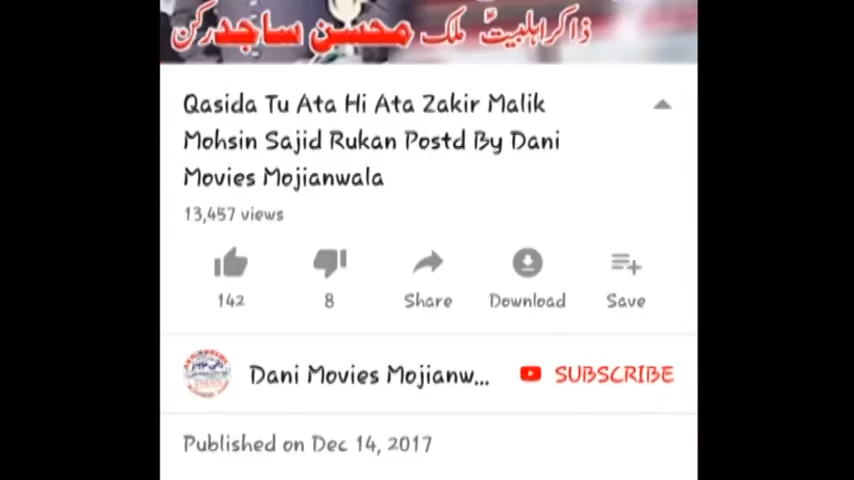 ذاکر اہلبیتؑ ملک محسن ساجد رکن
Qasida Tu Ata Hi Ata Zakir Malik
Mohsin Sajid Rukan Postd By Dani
Movies Mojianwala
13,457 views
142 8 Share Download Save
Dani Movies Mojianw... SUBSCRIBE
Published on Dec 14, 2017